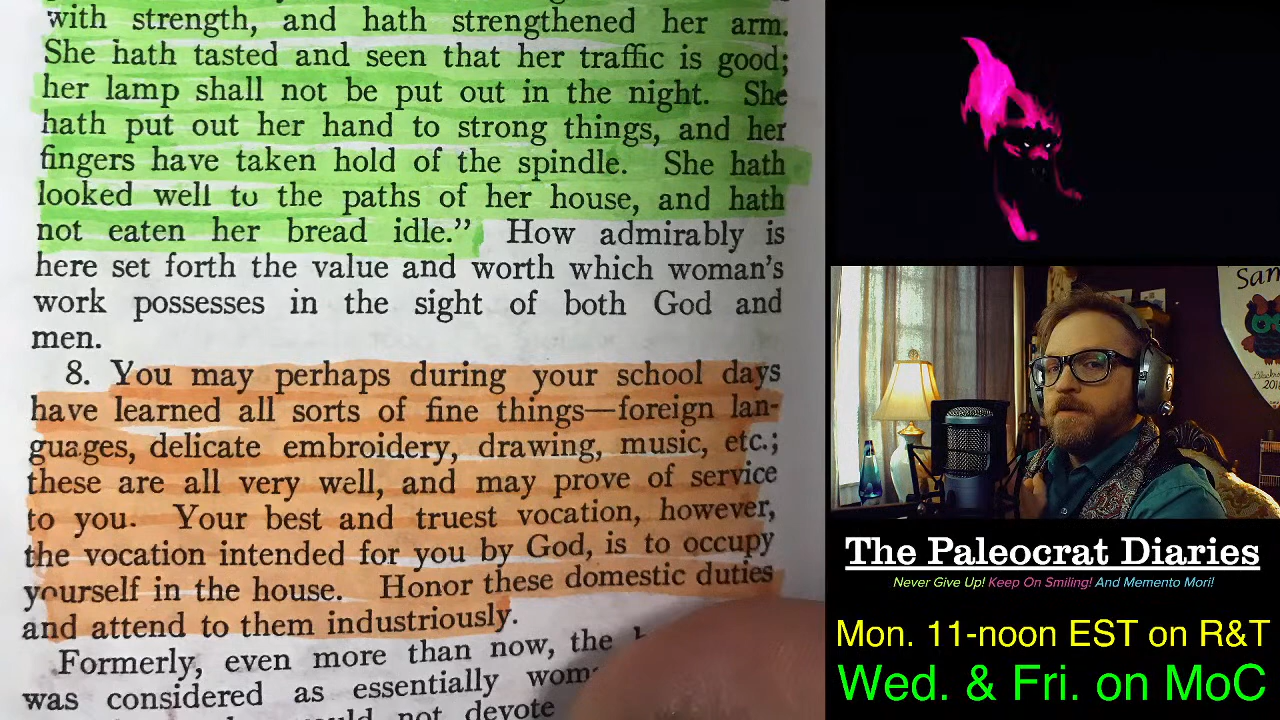 with strength, and hath strengthened her arm.
She hath tasted and seen that her traffic is good;
her lamp shall not be put out in the night. She
hath put out her hand to strong things, and her
fingers have taken hold of the spindle. She hath
looked well to the paths of her house, and hath
not eaten her bread idle.” How admirably is
here set forth the value and worth which woman's
work possesses in the sight of both God and
men.
8. You may perhaps during your school days
have learned all sorts of fine things—foreign lan-
guages, delicate embroidery, drawing, music, etc.;
these are all very well, and may prove of service
to you. Your best and truest vocation, however,
the vocation intended for you by God, is to occupy
yourself in the house. Honor these domestic duties
and attend to them industriously.
Formerly, even more than now, the
was considered as essentially
not devote
The Paleocrat Diaries
Never Give Up! Keep On Smiling! And Memento Mori!
Mon. 11-noon EST on R&T
Wed. & Fri. on MoC